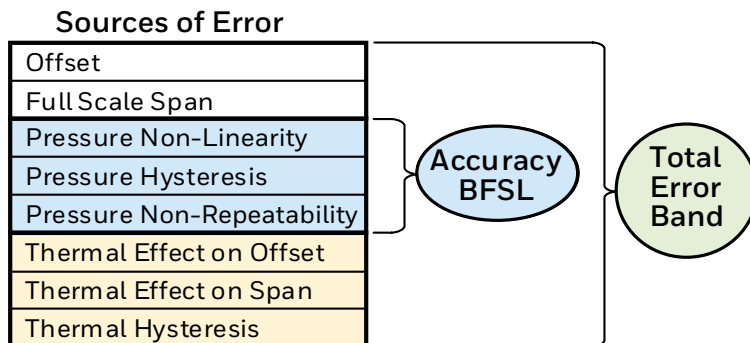 Sources of Error
Offset
Full Scale Span
Pressure Non-Linearity
Pressure Hysteresis
Pressure Non-Repeatability
Thermal Effect on Offset
Thermal Effect on Span
Thermal Hysteresis
Accuracy
BFSL
Total
Error
Band